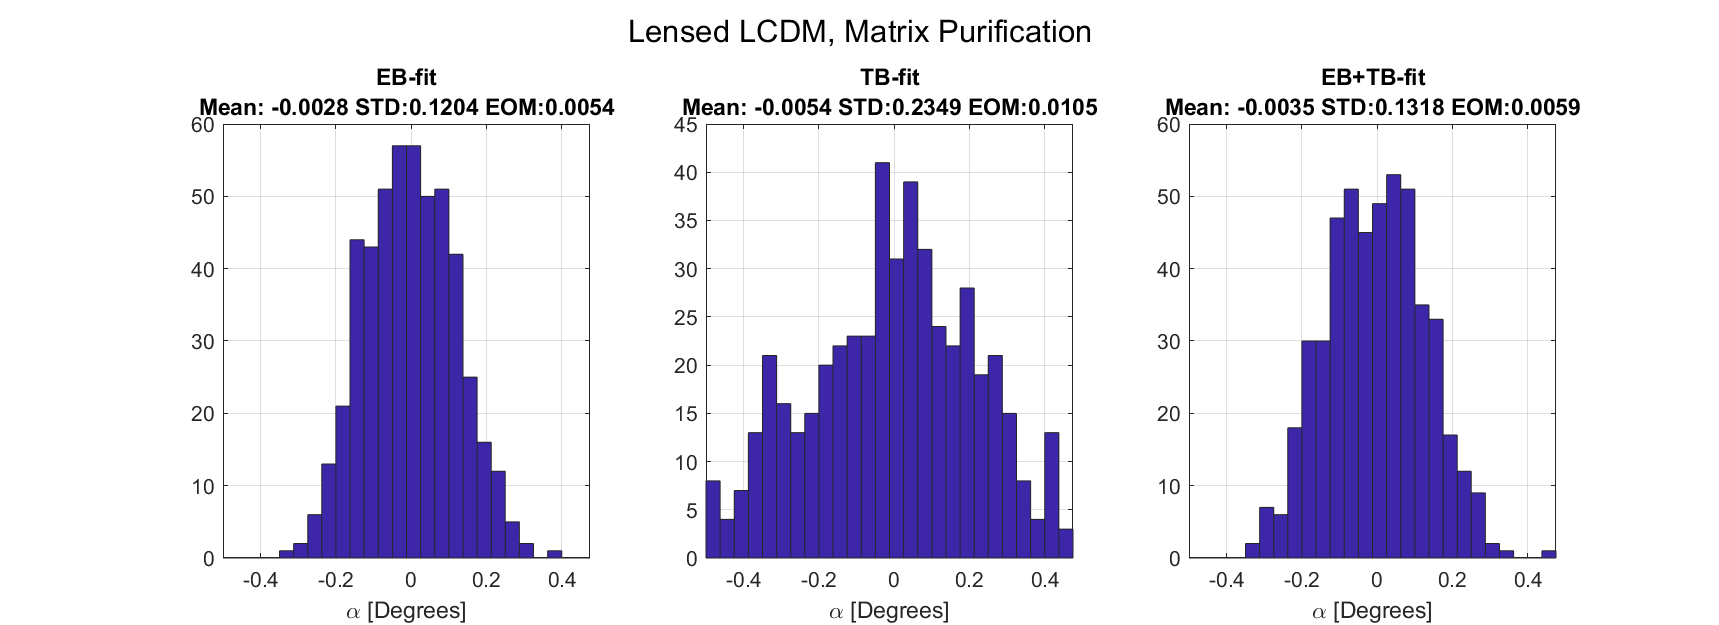 Lensed LCDM, Matrix Purification
EB-fit
Mean: -0.0028 STD:0.1204 EOM:0.0054
60
50
40
30
20
10
0
-0.4 -0.2 0 0.2 0.4
α [Degrees]
TB-fit
Mean: -0.0054 STD:0.2349 EOM:0.0105
45
40
35
30
25
20
15
10
5
0
-0.4 -0.2 0 0.2 0.4
α [Degrees]
EB+TB-fit
Mean: -0.0035 STD:0.1318 EOM:0.0059
60
50
40
30
20
10
0
-0.4 -0.2 0 0.2 0.4
α [Degrees]